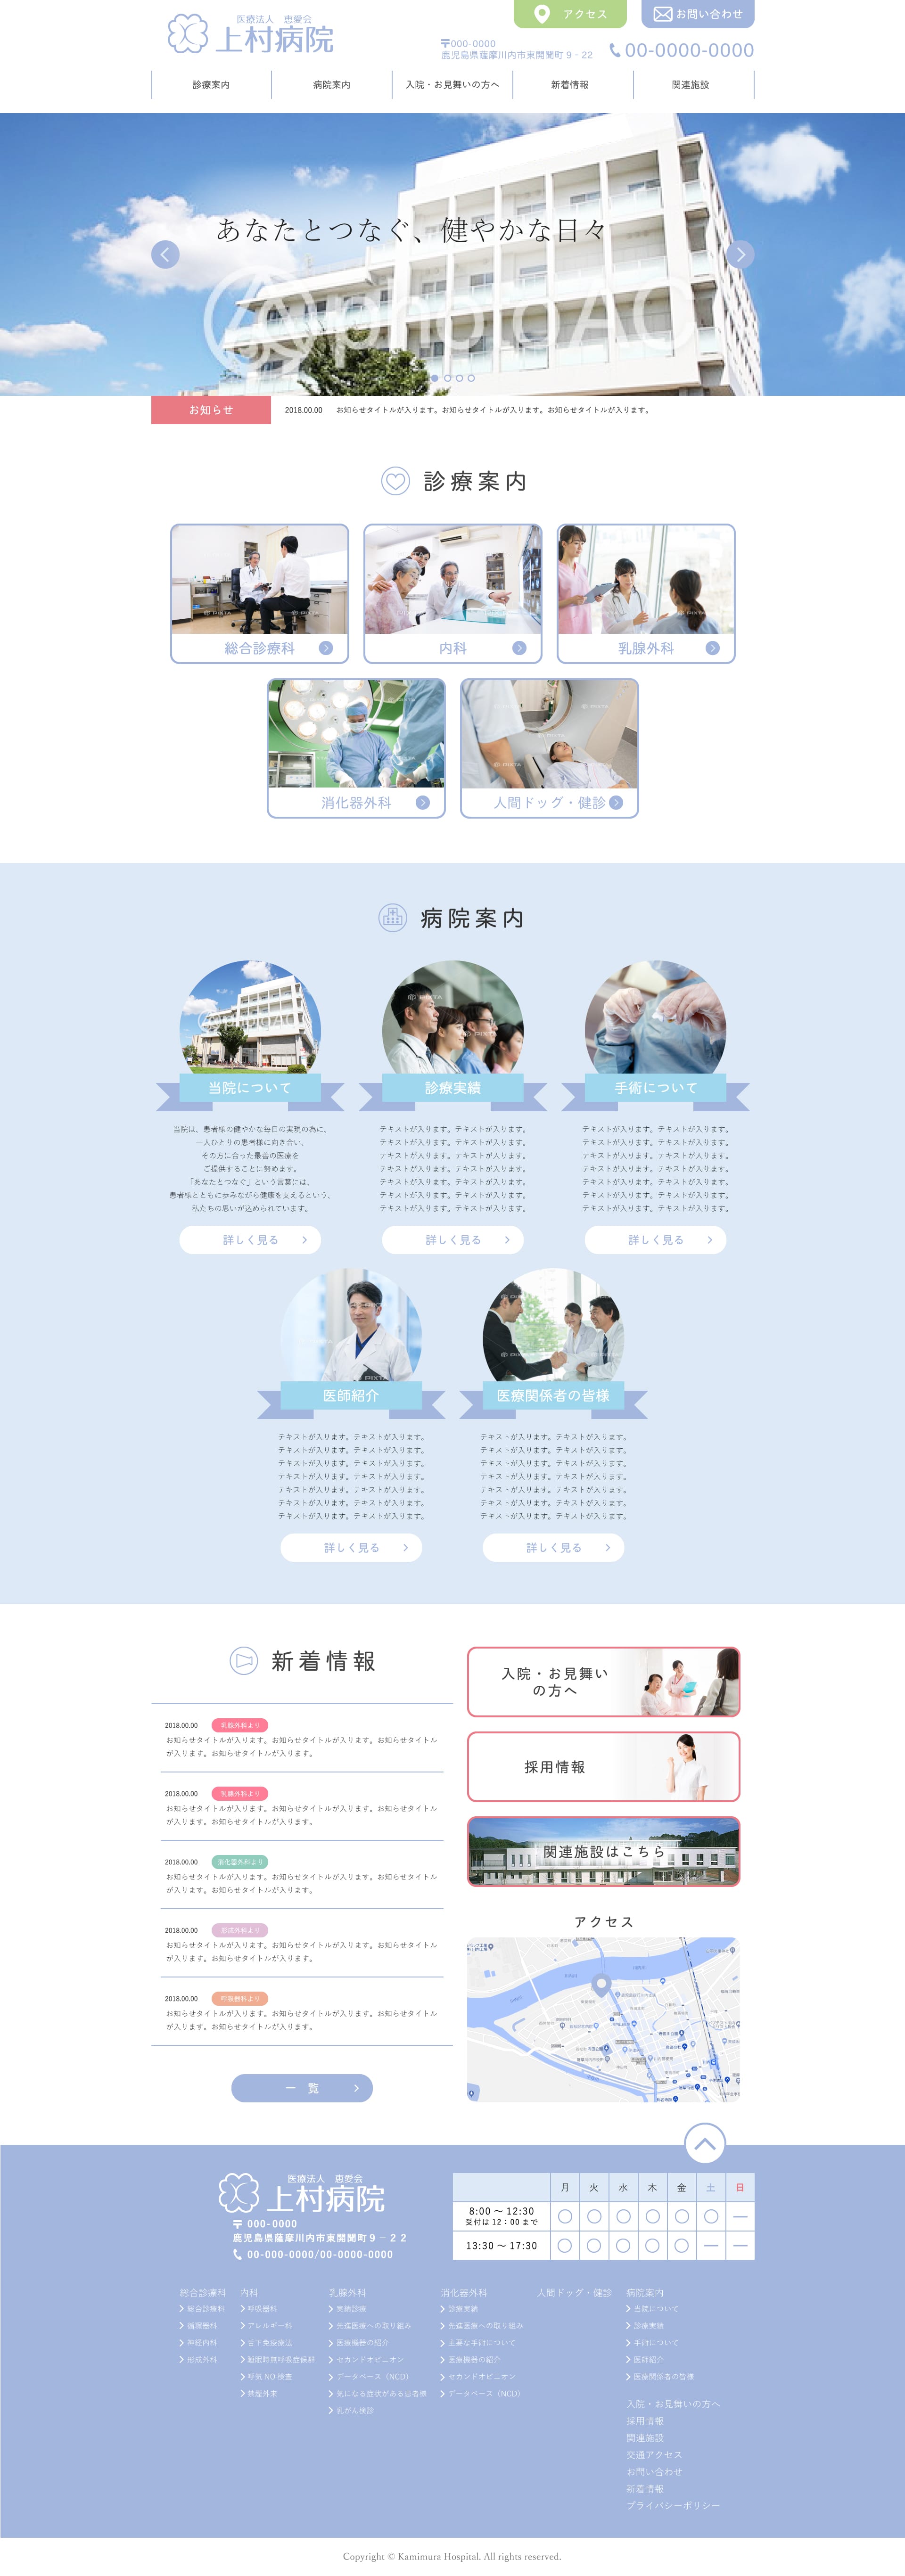 アクセス
お問い合わせ
医療法人 恵愛会
上村病院
〒000-0000
鹿児島県薩摩川内市東開聞町９−２２
00-0000-0000
診療案内
病院案内
入院・お見舞いの方へ
新着情報
関連施設
あなたとつなぐ、健やかな日々
photoAC
お知らせ
2018.00.00 お知らせタイトルが入ります。お知らせタイトルが入ります。お知らせタイトルが入ります。
診療案内
総合診療科
内科
乳腺外科
消化器外科
人間ドッグ・健診
病院案内
当院について
診療実績
手術について
当院は、患者様の健やかな毎日の実現の為に、
一人ひとりの患者様に向き合い、
その方に合った最善の医療を
ご提供することに努めます。
「あなたとつなぐ」という言葉には、
患者様とともに歩みながら健康を支えるという、
私たちの思いが込められています。
テキストが入ります。テキストが入ります。
テキストが入ります。テキストが入ります。
テキストが入ります。テキストが入ります。
テキストが入ります。テキストが入ります。
テキストが入ります。テキストが入ります。
テキストが入ります。テキストが入ります。
テキストが入ります。テキストが入ります。
テキストが入ります。テキストが入ります。
テキストが入ります。テキストが入ります。
テキストが入ります。テキストが入ります。
テキストが入ります。テキストが入ります。
テキストが入ります。テキストが入ります。
テキストが入ります。テキストが入ります。
テキストが入ります。テキストが入ります。
詳しく見る
詳しく見る
詳しく見る
医師紹介
医療関係者の皆様
テキストが入ります。テキストが入ります。
テキストが入ります。テキストが入ります。
テキストが入ります。テキストが入ります。
テキストが入ります。テキストが入ります。
テキストが入ります。テキストが入ります。
テキストが入ります。テキストが入ります。
テキストが入ります。テキストが入ります。
テキストが入ります。テキストが入ります。
テキストが入ります。テキストが入ります。
テキストが入ります。テキストが入ります。
テキストが入ります。テキストが入ります。
テキストが入ります。テキストが入ります。
テキストが入ります。テキストが入ります。
テキストが入ります。テキストが入ります。
詳しく見る
詳しく見る
新着情報
2018.00.00 乳腺外科より
お知らせタイトルが入ります。お知らせタイトルが入ります。お知らせタイトル
が入ります。お知らせタイトルが入ります。
2018.00.00 乳腺外科より
お知らせタイトルが入ります。お知らせタイトルが入ります。お知らせタイトル
が入ります。お知らせタイトルが入ります。
2018.00.00 消化器外科より
お知らせタイトルが入ります。お知らせタイトルが入ります。お知らせタイトル
が入ります。お知らせタイトルが入ります。
2018.00.00 形成外科より
お知らせタイトルが入ります。お知らせタイトルが入ります。お知らせタイトル
が入ります。お知らせタイトルが入ります。
2018.00.00 呼吸器科より
お知らせタイトルが入ります。お知らせタイトルが入ります。お知らせタイトル
が入ります。お知らせタイトルが入ります。
一 覧
入院・お見舞い
の方へ
採用情報
関連施設はこちら
アクセス
医療法人 恵愛会
上村病院
〒 000-0000
鹿児島県薩摩川内市東開聞町９−２２
00-000-0000/00-0000-0000
月 火 水 木 金 土 日
8:00 〜 12:30
受付は 12：00 まで
〇 〇 〇 〇 〇 〇 ―
13:30 〜 17:30
〇 〇 〇 〇 〇 ― ―
総合診療科
総合診療科
循環器科
神経内科
形成外科
内科
呼吸器科
アレルギー科
舌下免疫療法
睡眠時無呼吸症候群
呼気 NO 検査
禁煙外来
乳腺外科
実績診療
先進医療への取り組み
医療機器の紹介
セカンドオピニオン
データベース（NCD）
気になる症状がある患者様
乳がん検診
消化器外科
診療実績
先進医療への取り組み
主要な手術について
医療機器の紹介
セカンドオピニオン
データベース（NCD）
人間ドッグ・健診
病院案内
当院について
診療実績
手術について
医師紹介
医療関係者の皆様
入院・お見舞いの方へ
採用情報
関連施設
交通アクセス
お問い合わせ
新着情報
プライバシーポリシー
Copyright © Kamimura Hospital. All rights reserved.